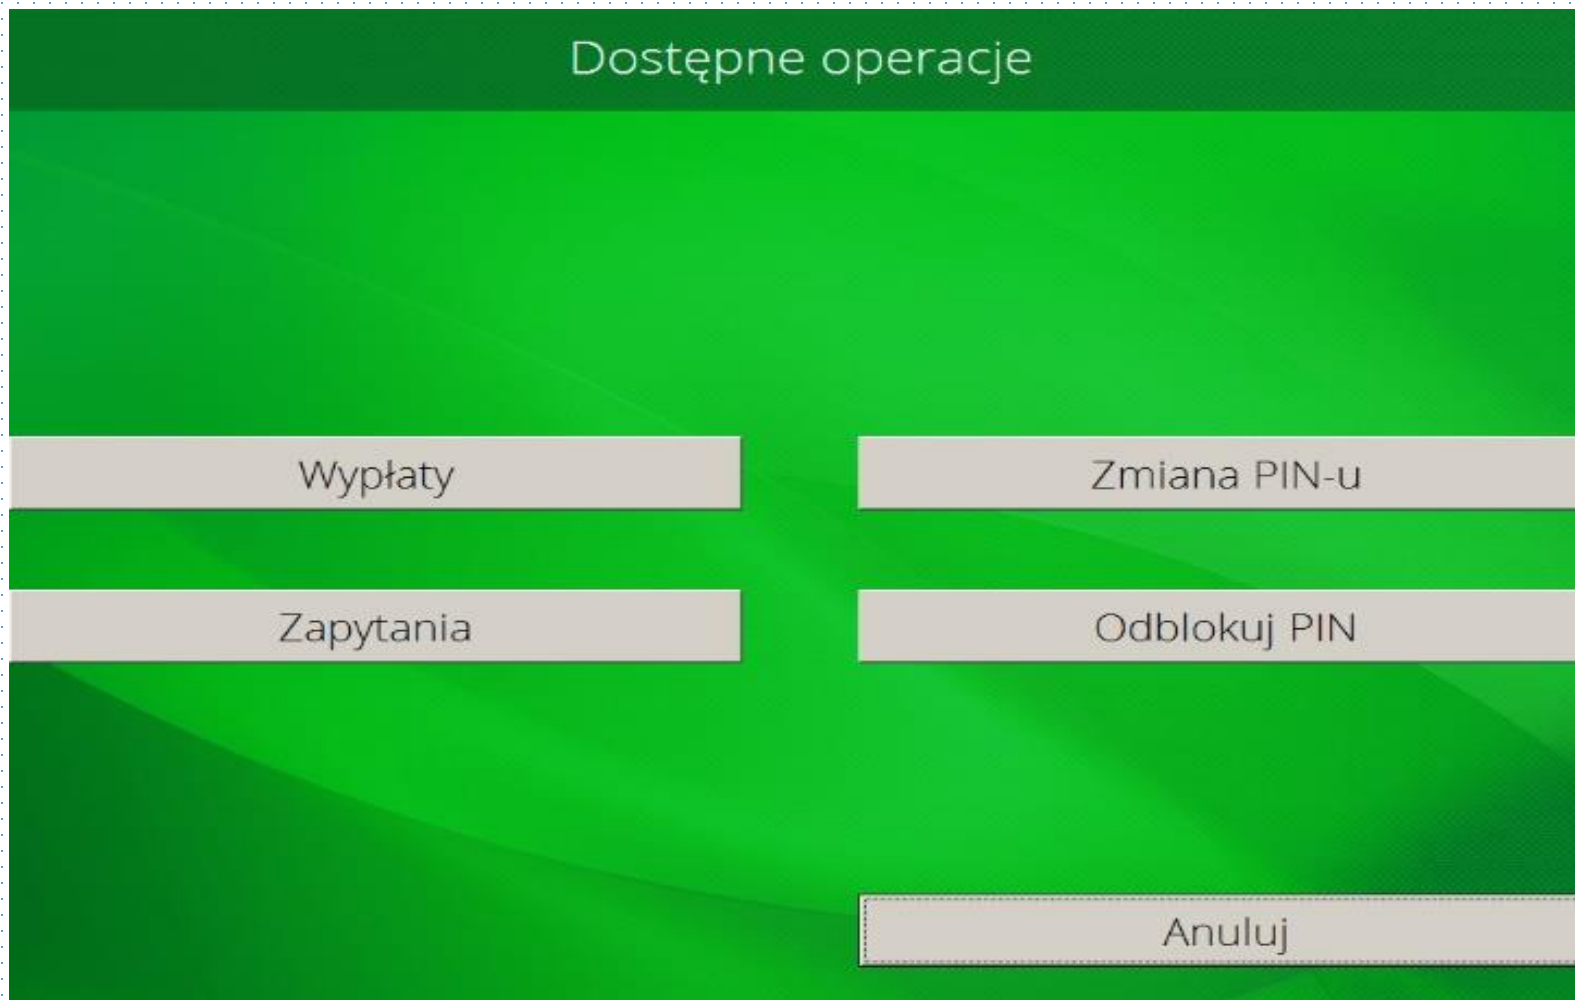 Dostępne operacje
Wypłaty
Zmiana PIN-u
Zapytania
Odblokuj PIN
Anuluj